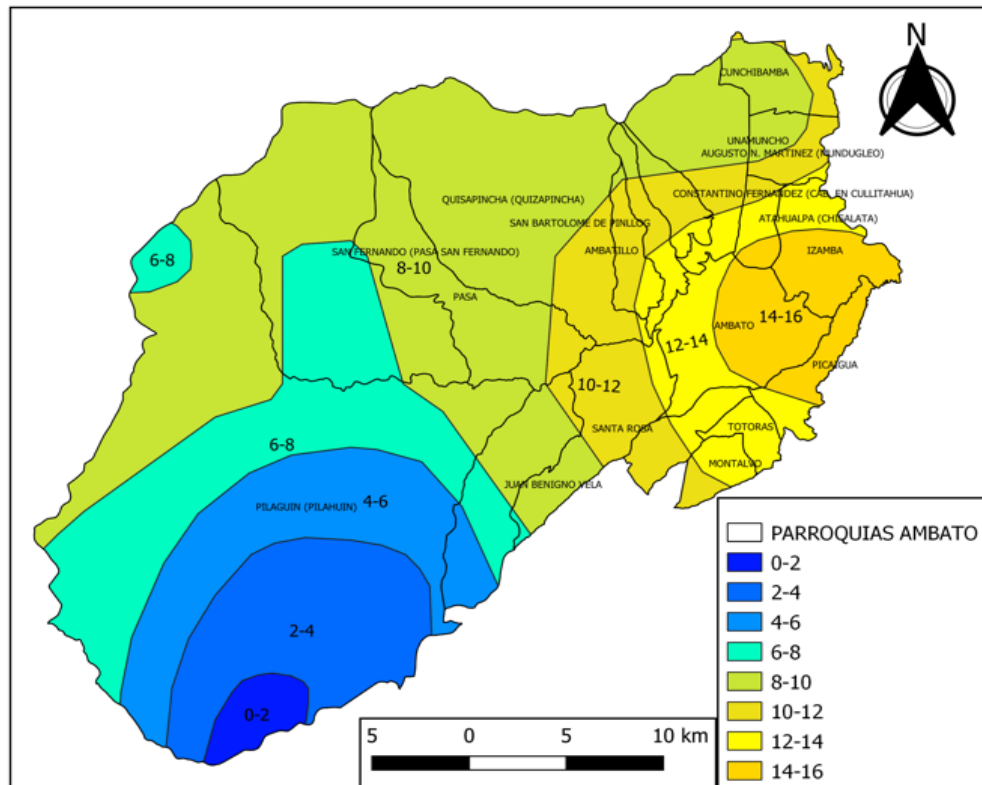 N
CUNCHIBAMBA
UNAMUNCHO
AUGUSTO N. MARTINEZ (MUNDUGLEO)
QUISAPINCHA (QUIZAPINCHA)
CONSTANTINO FERNANDEZ (CAB. EN CULLITAHUA)
SAN BARTOLOME DE PINLLOG
ATAHUALPA (CHISALATA)
SAN FERNANDO (PASA SAN FERNANDO)
AMBATILLO
IZAMBA
6-8
8-10
PASA
14-16
AMBATO
12-14
PICAIGUA
10-12
SANTA ROSA
TOTORAS
6-8
MONTALVO
JUAN BENIGNO VELA
4-6
PILAGUIN (PILAHUIN)
2-4
0-2
PARROQUIAS AMBATO
0-2
2-4
4-6
6-8
8-10
10-12
12-14
14-16
5 0 5 10 km